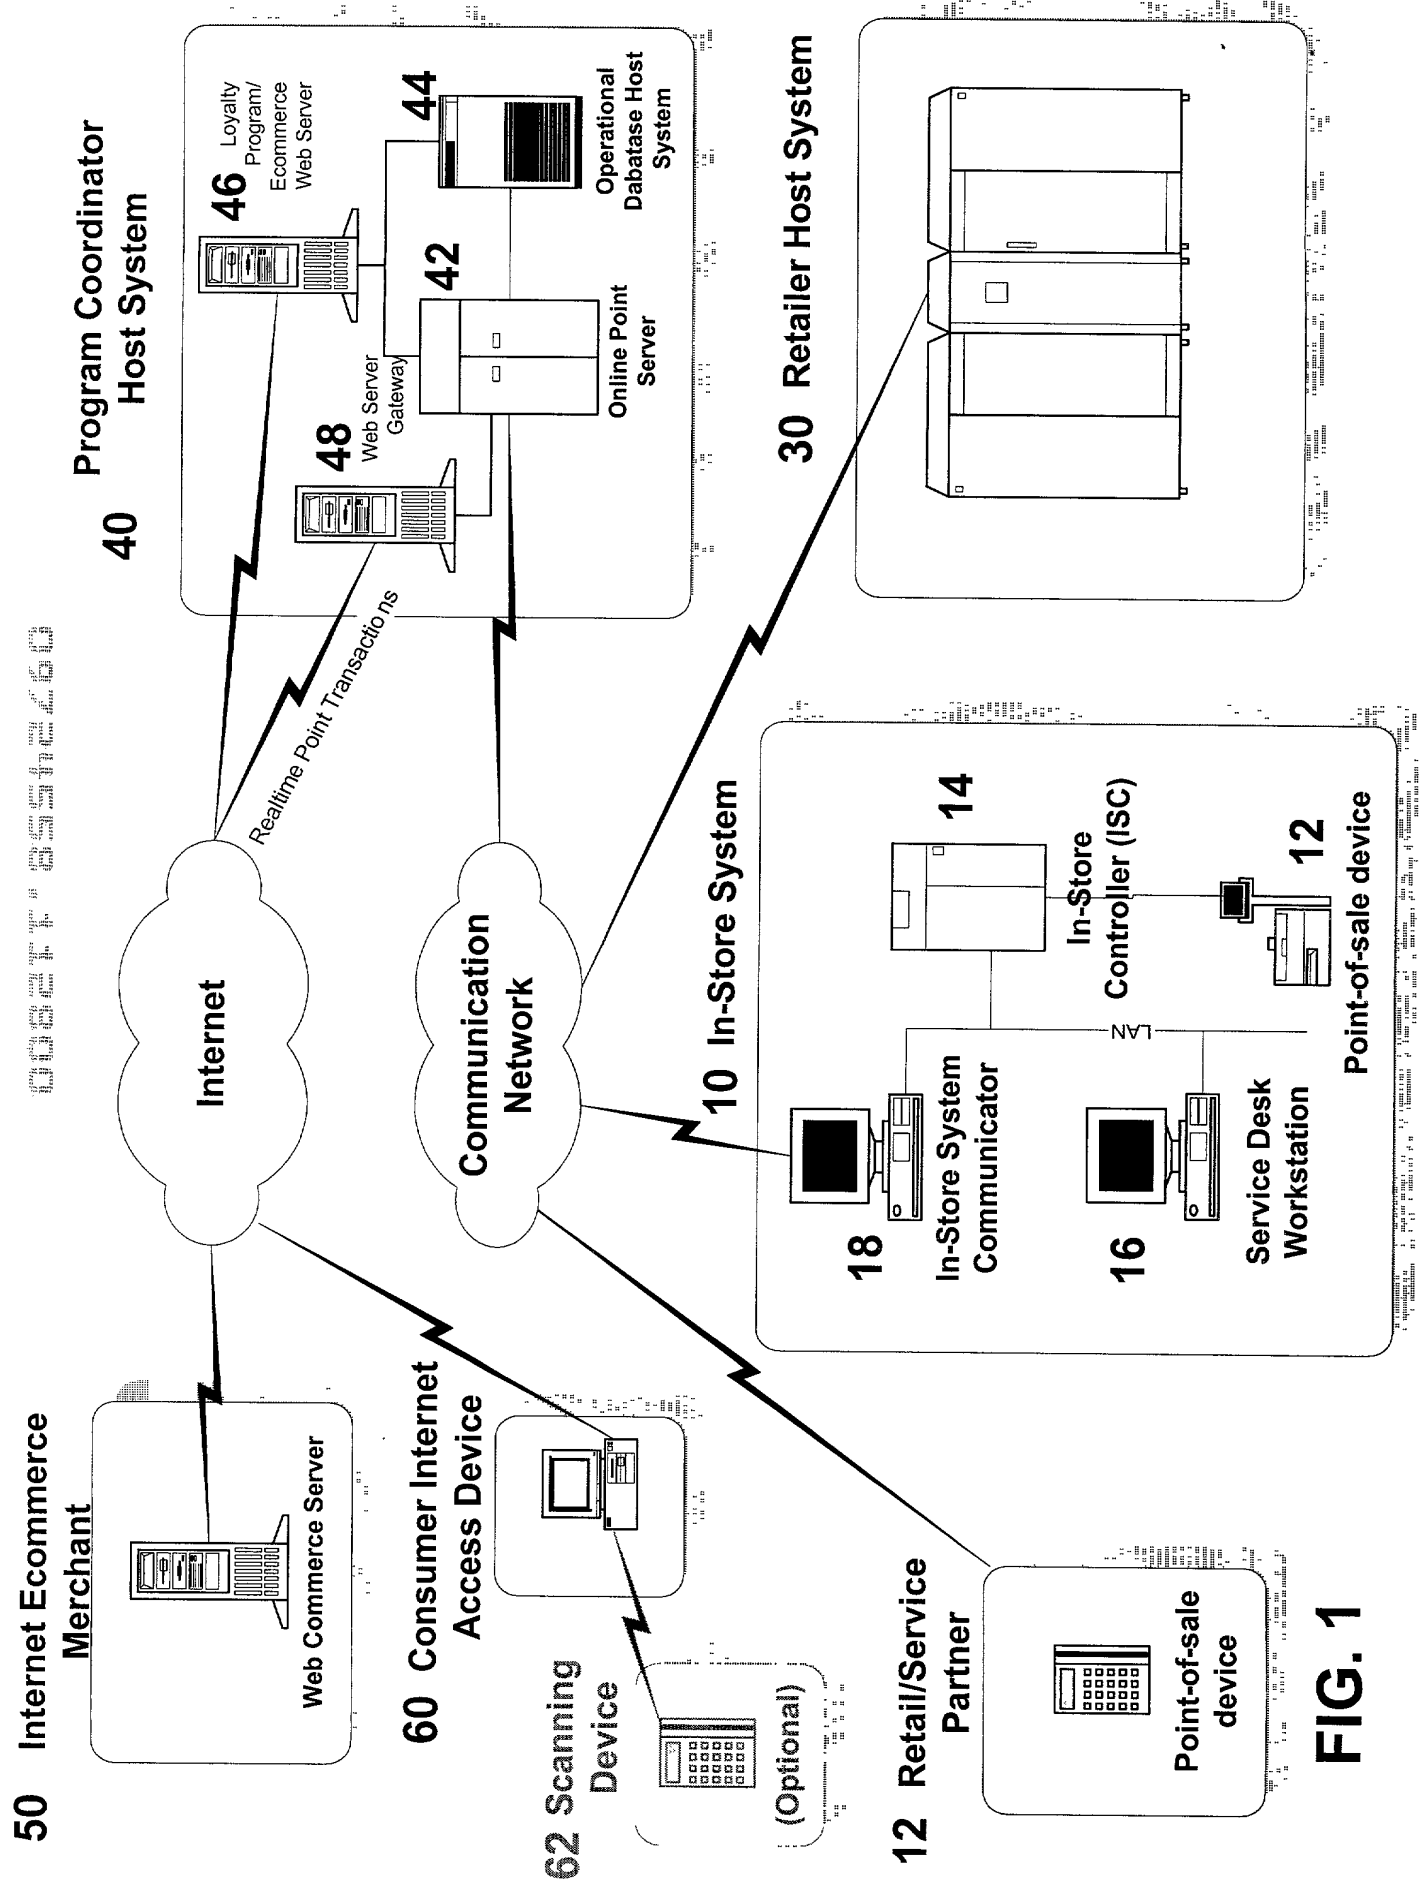 50 Internet Ecommerce
Merchant
Web Commerce Server
60 Consumer Internet
Access Device
62 Scanning
Device
(Optional)
12 Retail/Service
Partner
Point-of-sale
device
Internet
Communication
Network
Realtime Point Transactions
40
Program Coordinator
Host System
46
Loyalty
Program/
Ecommerce
Web Server
48
Web Server
Gateway
42
Online Point
Server
44
Operational
Dabatase Host
System
30 Retailer Host System
10 In-Store System
18
In-Store System
Communicator
16
Service Desk
Workstation
LAN
14
In-Store
Controller (ISC)
12
Point-of-sale device
FIG. 1